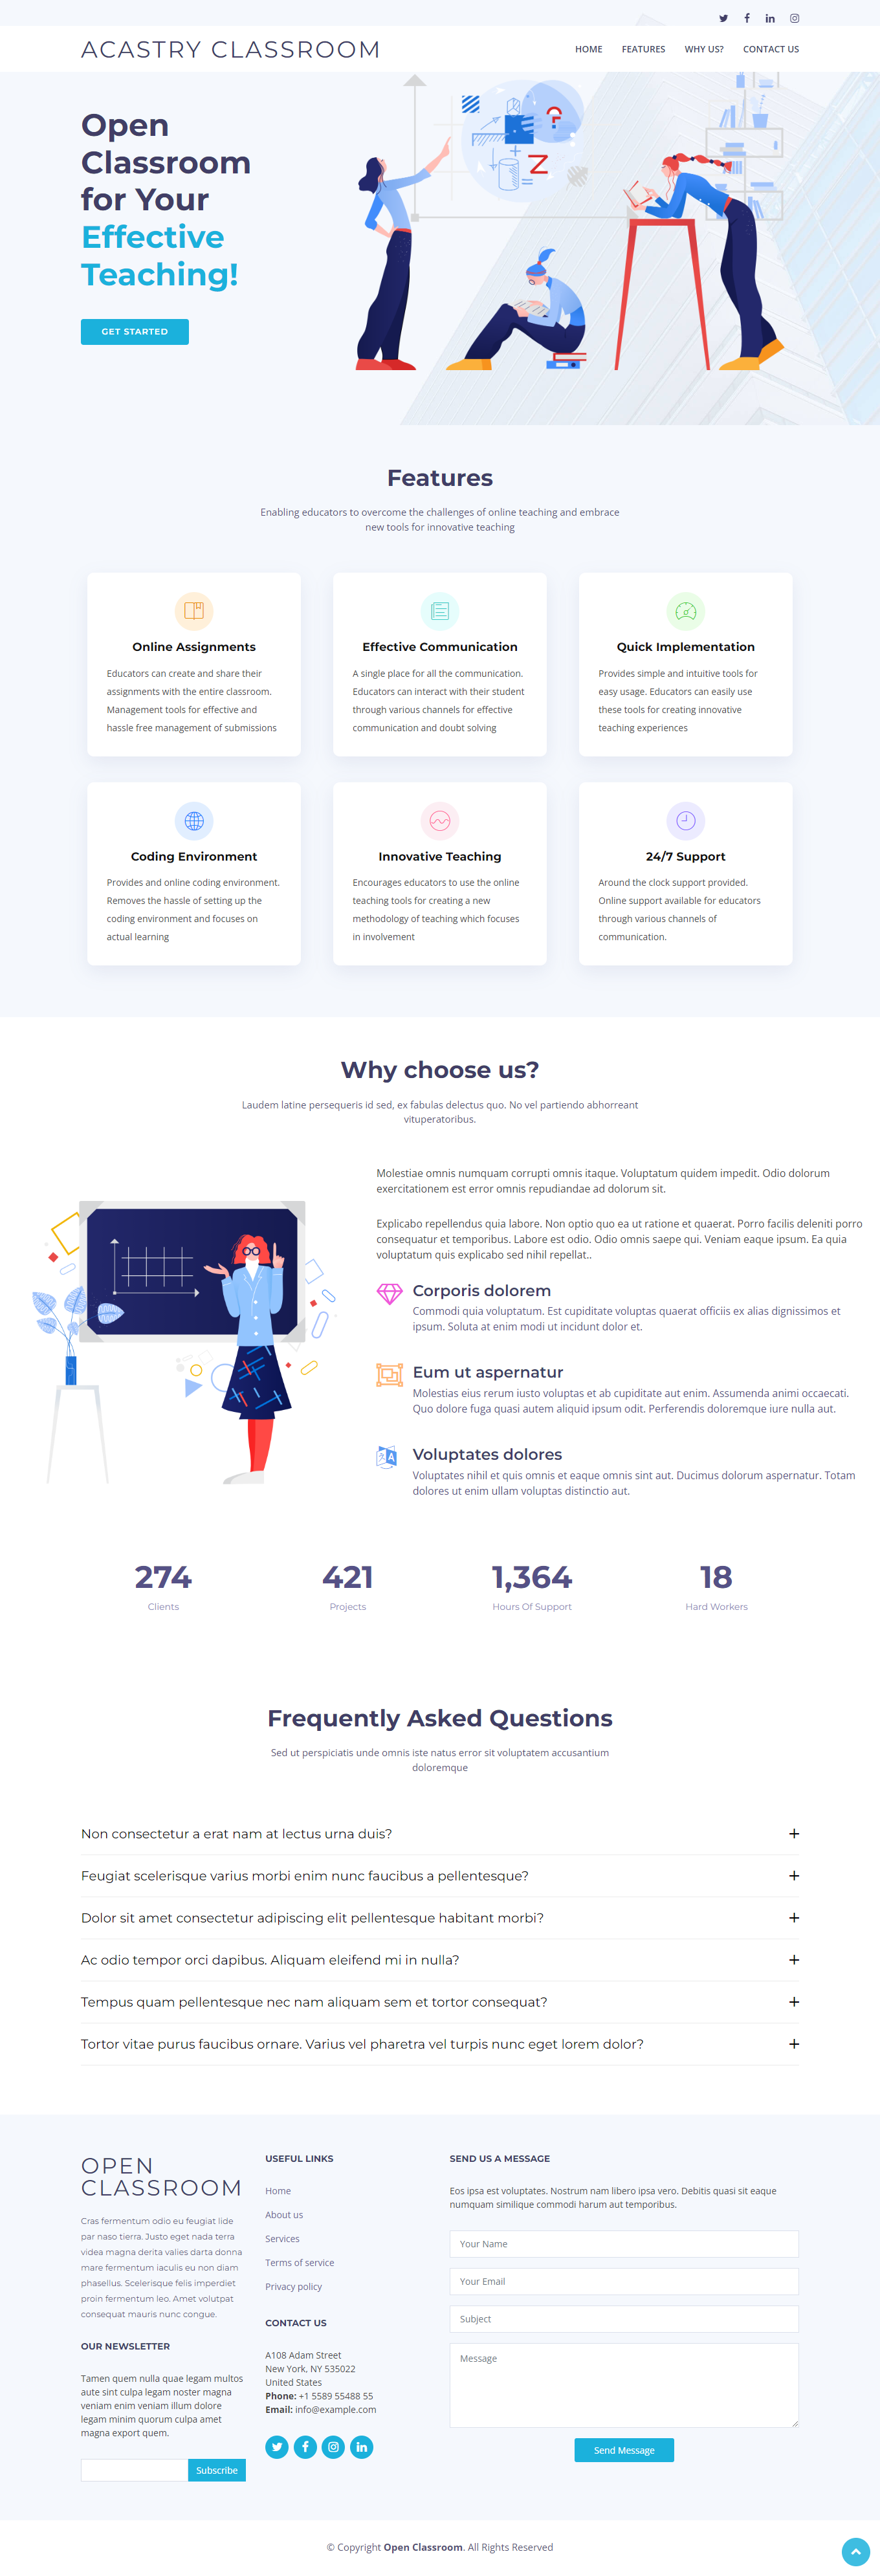 ACASTRY CLASSROOM
HOME FEATURES WHY US? CONTACT US
Open
Classroom
for Your
Effective
Teaching!
GET STARTED
Features
Enabling educators to overcome the challenges of online teaching and embrace
new tools for innovative teaching
Online Assignments
Educators can create and share their
assignments with the entire classroom.
Management tools for effective and
hassle free management of submissions
Effective Communication
A single place for all the communication.
Educators can interact with their student
through various channels for effective
communication and doubt solving
Quick Implementation
Provides simple and intuitive tools for
easy usage. Educators can easily use
these tools for creating innovative
teaching experiences
Coding Environment
Provides and online coding environment.
Removes the hassle of setting up the
coding environment and focuses on
actual learning
Innovative Teaching
Encourages educators to use the online
teaching tools for creating a new
methodology of teaching which focuses
in involvement
24/7 Support
Around the clock support provided.
Online support available for educators
through various channels of
communication.
Why choose us?
Laudem latine persequeris id sed, ex fabulas delectus quo. No vel partiendo abhorreant
vituperatoribus.
Molestiae omnis numquam corrupti omnis itaque. Voluptatum quidem impedit. Odio dolorum
exercitationem est error omnis repudiandae ad dolorum sit.
Explicabo repellendus quia labore. Non optio quo ea ut ratione et quaerat. Porro facilis deleniti porro
consequatur et temporibus. Labore est odio. Odio omnis saepe qui. Veniam eaque ipsum. Ea quia
voluptatum quis explicabo sed nihil repellat..
Corporis dolorem
Commodi quia voluptatum. Est cupiditate voluptas quaerat officiis ex alias dignissimos et
ipsum. Soluta at enim modi ut incidunt dolor et.
Eum ut aspernatur
Molestias eius rerum iusto voluptas et ab cupiditate aut enim. Assumenda animi occaecati.
Quo dolore fuga quasi autem aliquid ipsum odit. Perferendis doloremque iure nulla aut.
Voluptates dolores
Voluptates nihil et quis omnis et eaque omnis sint aut. Ducimus dolorum aspernatur. Totam
dolores ut enim ullam voluptas distinctio aut.
274
Clients
421
Projects
1,364
Hours Of Support
18
Hard Workers
Frequently Asked Questions
Sed ut perspiciatis unde omnis iste natus error sit voluptatem accusantium
doloremque
Non consectetur a erat nam at lectus urna duis?
Feugiat scelerisque varius morbi enim nunc faucibus a pellentesque?
Dolor sit amet consectetur adipiscing elit pellentesque habitant morbi?
Ac odio tempor orci dapibus. Aliquam eleifend mi in nulla?
Tempus quam pellentesque nec nam aliquam sem et tortor consequat?
Tortor vitae purus faucibus ornare. Varius vel pharetra vel turpis nunc eget lorem dolor?
OPEN
CLASSROOM
Cras fermentum odio eu feugiat lide
par naso tierra. Justo eget nada terra
videa magna derita valies darta donna
mare fermentum iaculis eu non diam
phasellus. Scelerisque felis imperdiet
proin fermentum leo. Amet volutpat
consequat mauris nunc congue.
OUR NEWSLETTER
Tamen quem nulla quae legam multos
aute sint culpa legam noster magna
veniam enim veniam illum dolore
legam minim quorum culpa amet
magna export quem.
Subscribe
USEFUL LINKS
Home
About us
Services
Terms of service
Privacy policy
CONTACT US
A108 Adam Street
New York, NY 535022
United States
Phone: +1 5589 55488 55
Email: info@example.com
SEND US A MESSAGE
Eos ipsa est voluptates. Nostrum nam libero ipsa vero. Debitis quasi sit eaque
numquam similique commodi harum aut temporibus.
Your Name
Your Email
Subject
Message
Send Message
© Copyright Open Classroom. All Rights Reserved